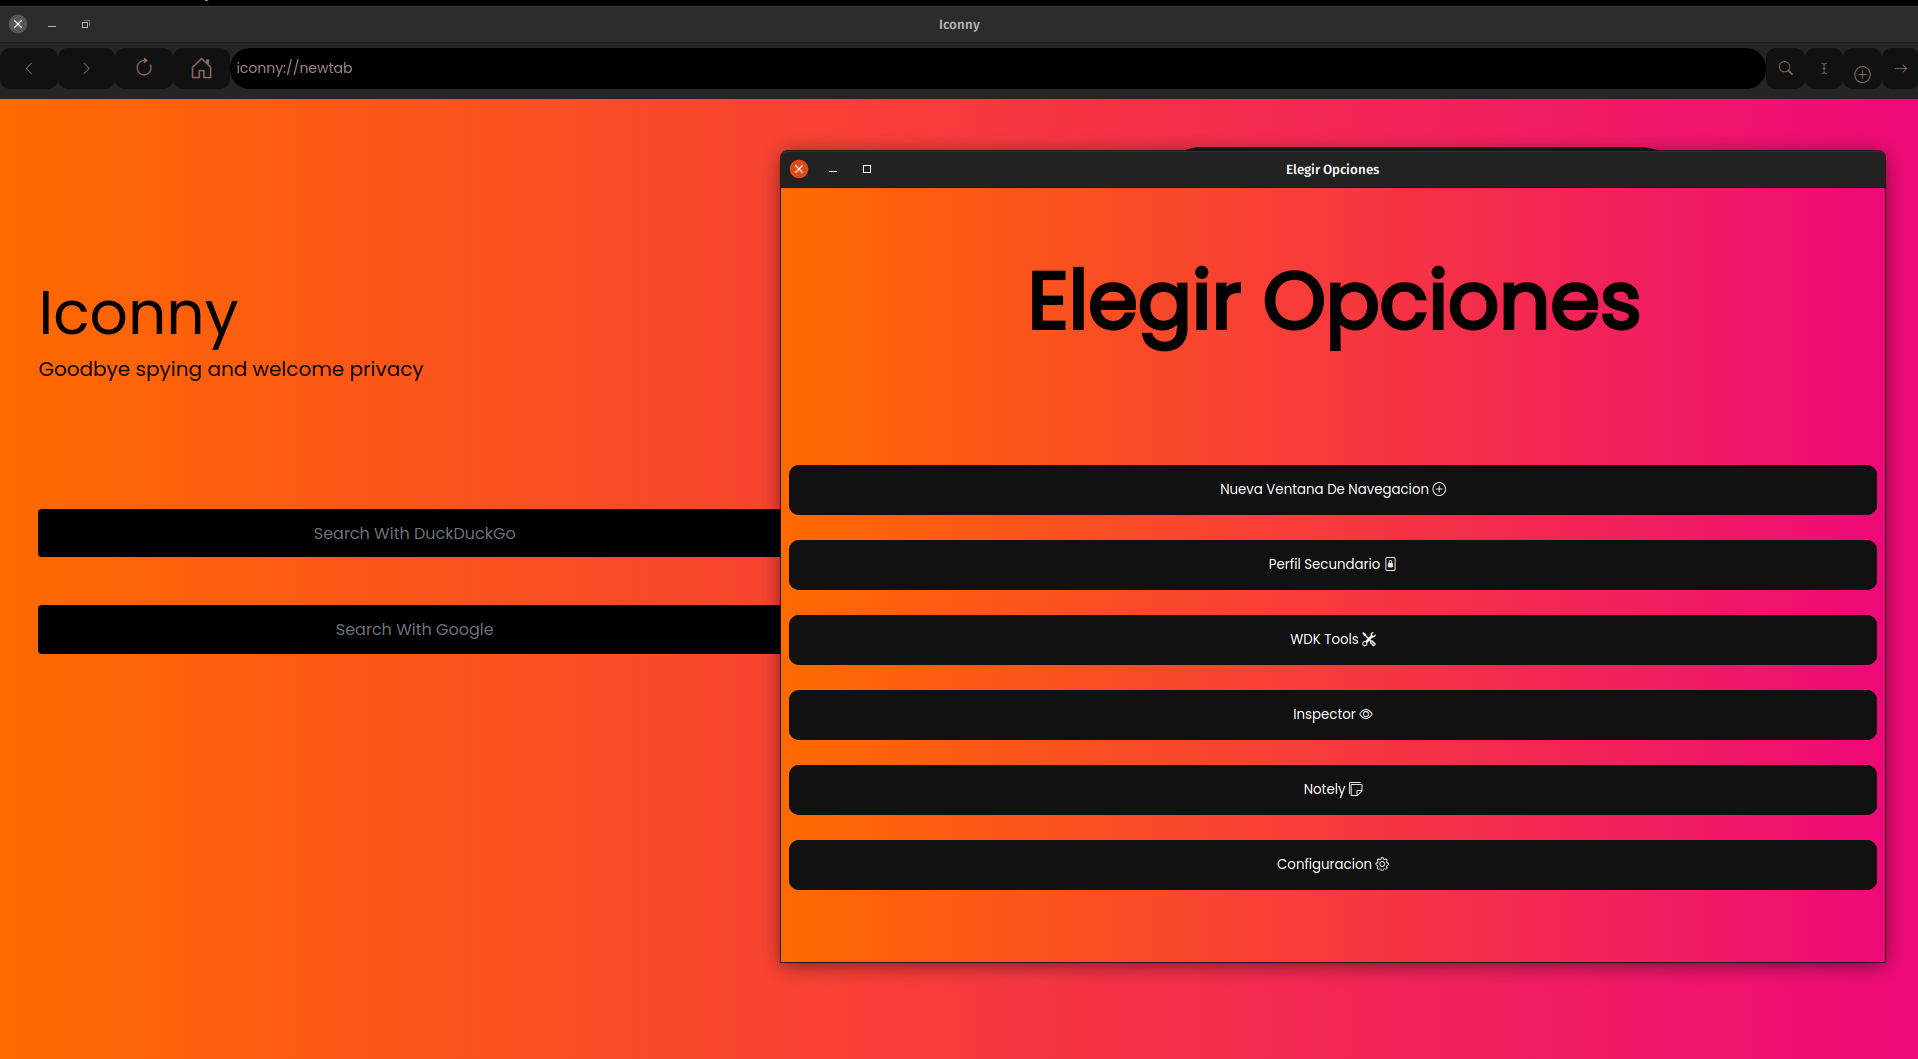 Iconny
iconny://newtab
Iconny
Goodbye spying and welcome privacy
Search With DuckDuckGo
Search With Google
Elegir Opciones
Elegir Opciones
Nueva Ventana De Navegacion
Perfil Secundario
WDK Tools
Inspector
Notely
Configuracion